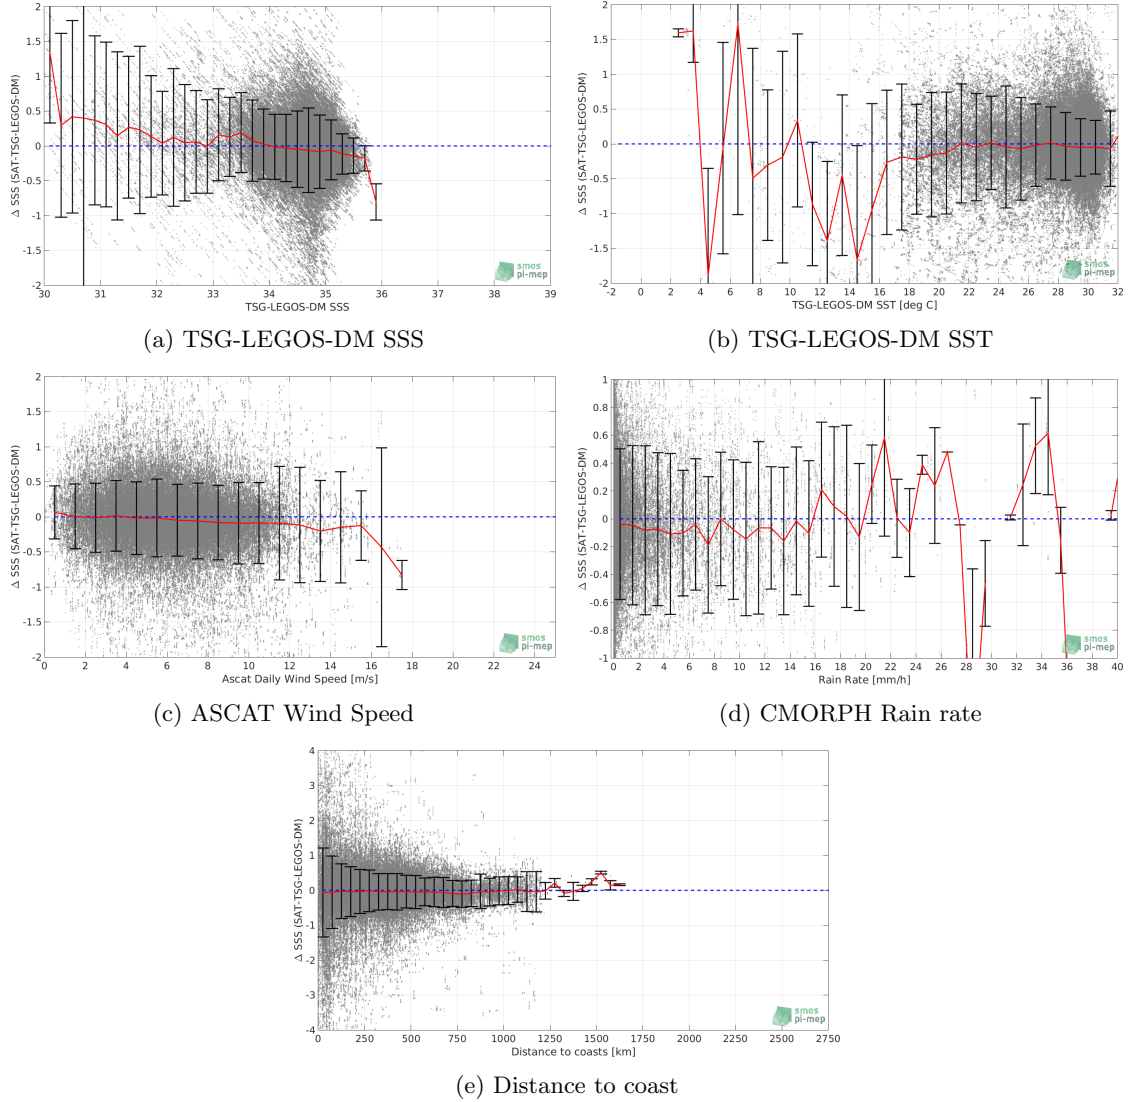 2
1.5
1
0.5
0
-0.5
-1
-1.5
-2
Δ SSS (SAT-TSG-LEGOS-DM)
30 31 32 33 34 35 36 37 38 39
TSG-LEGOS-DM SSS
smos
pi-mep
(a) TSG-LEGOS-DM SSS
2
1.5
1
0.5
0
-0.5
-1
-1.5
-2
Δ SSS (SAT-TSG-LEGOS-DM)
-2 0 2 4 6 8 10 12 14 16 18 20 22 24 26 28 30 32
TSG-LEGOS-DM SST [deg C]
smos
pi-mep
(b) TSG-LEGOS-DM SST
2
1.5
1
0.5
0
-0.5
-1
-1.5
-2
Δ SSS (SAT-TSG-LEGOS-DM)
0 2 4 6 8 10 12 14 16 18 20 22 24
Ascat Daily Wind Speed [m/s]
smos
pi-mep
(c) ASCAT Wind Speed
1
0.8
0.6
0.4
0.2
0
-0.2
-0.4
-0.6
-0.8
-1
Δ SSS (SAT-TSG-LEGOS-DM)
0 2 4 6 8 10 12 14 16 18 20 22 24 26 28 30 32 34 36 38 40
Rain Rate [mm/h]
smos
pi-mep
(d) CMORPH Rain rate
4
3
2
1
0
-1
-2
-3
-4
Δ SSS (SAT-TSG-LEGOS-DM)
0 250 500 750 1000 1250 1500 1750 2000 2250 2500 2750
Distance to coasts [km]
smos
pi-mep
(e) Distance to coast